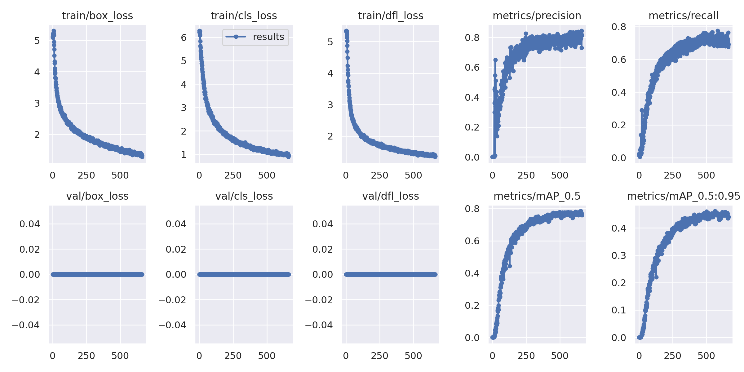 train/box_loss
train/cls_loss
train/dfl_loss
metrics/precision
metrics/recall
5
4
3
2
0 250 500
6
5
4
3
2
1
0 250 500
results
5
4
3
2
0 250 500
0.8
0.6
0.4
0.2
0.0
0 250 500
0.8
0.6
0.4
0.2
0.0
0 250 500
val/box_loss
val/cls_loss
val/dfl_loss
metrics/mAP_0.5
metrics/mAP_0.5:0.95
0.04
0.02
0.00
−0.02
−0.04
0 250 500
0.04
0.02
0.00
−0.02
−0.04
0 250 500
0.04
0.02
0.00
−0.02
−0.04
0 250 500
0.8
0.6
0.4
0.2
0.0
0 250 500
0.4
0.3
0.2
0.1
0.0
0 250 500